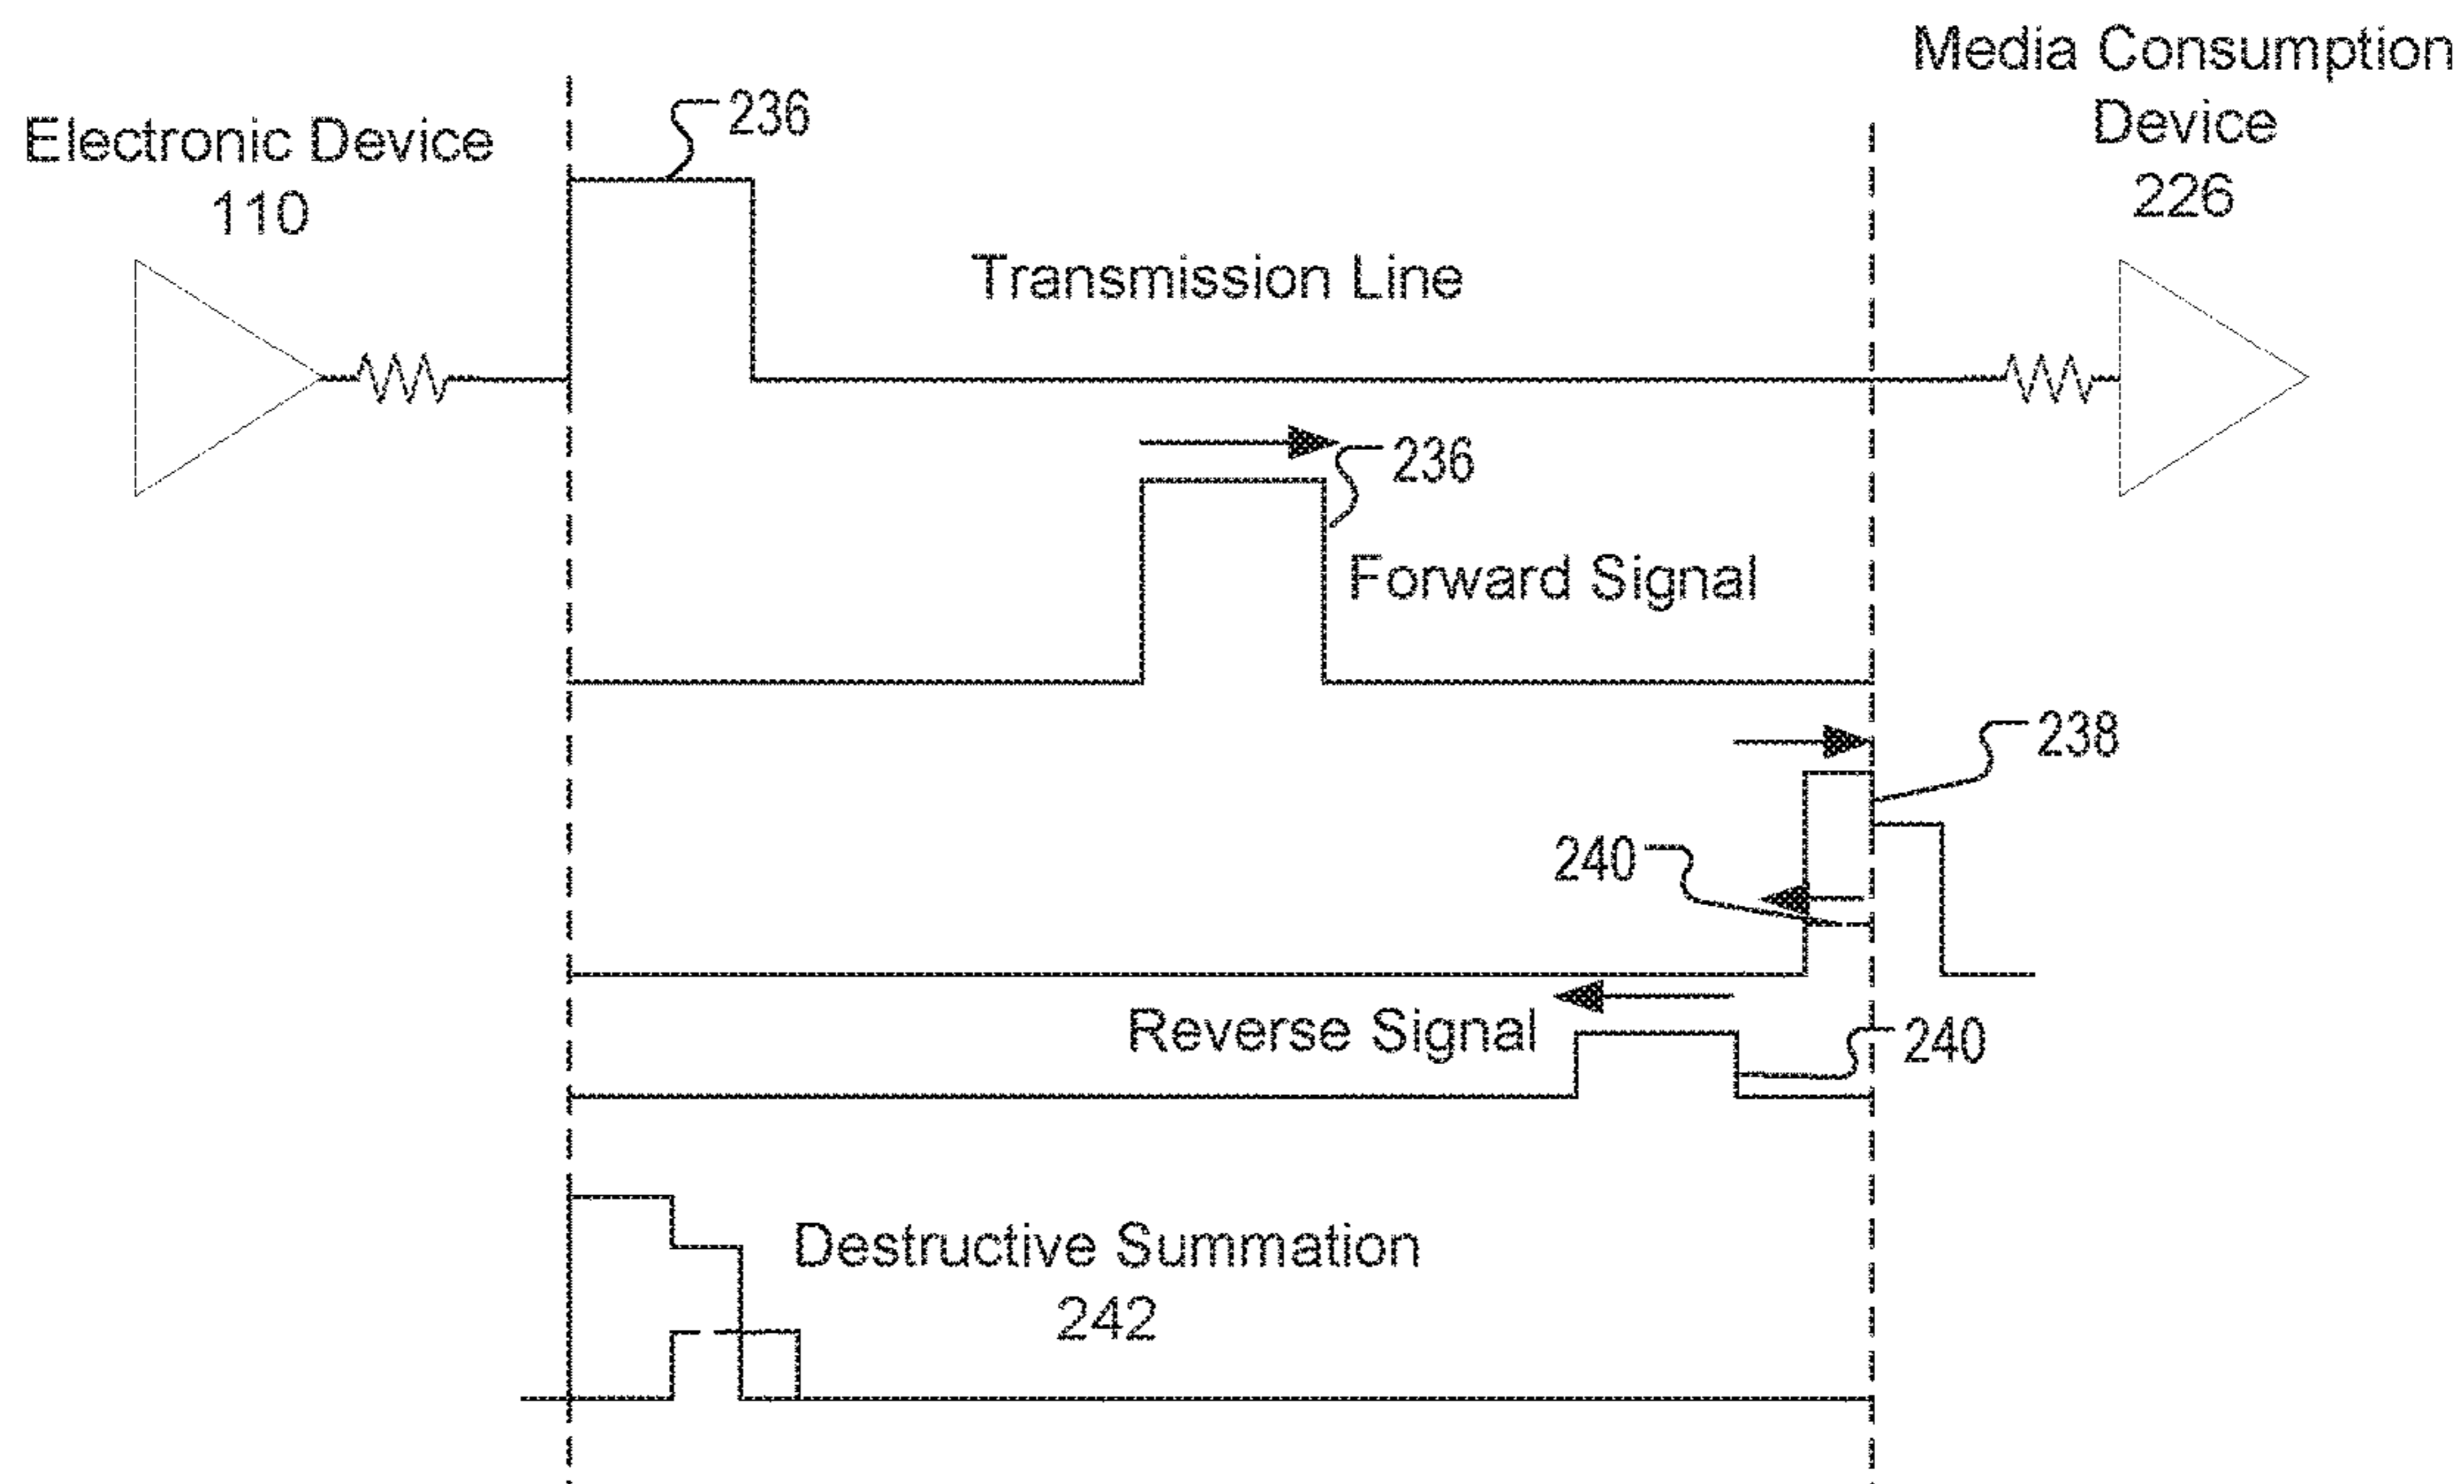 Media Consumption
Device
226
Electronic Device
110
236
Transmission Line
236
Forward Signal
238
240
Reverse Signal
240
Destructive Summation
242